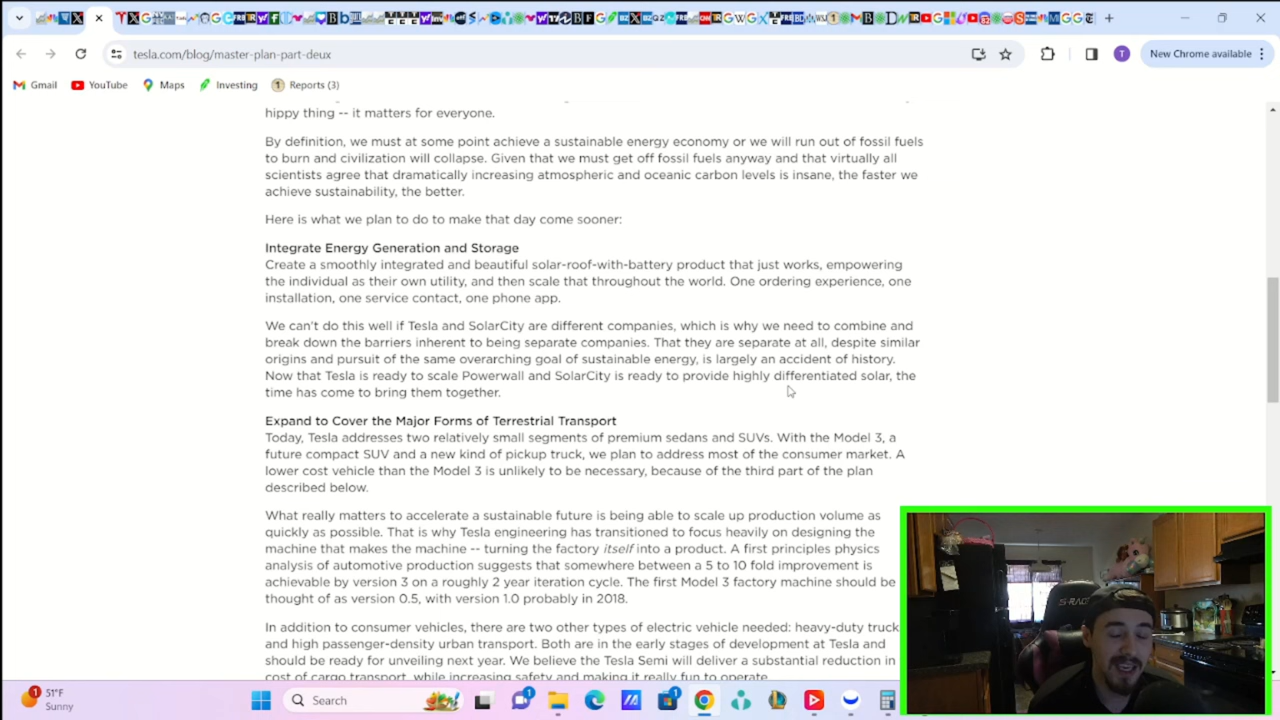 tesla.com/blog/master-plan-part-deux
T
New Chrome available
Gmail
YouTube
Maps
Investing
Reports (3)
hippy thing -- it matters for everyone.
By definition, we must at some point achieve a sustainable energy economy or we will run out of fossil fuels
to burn and civilization will collapse. Given that we must get off fossil fuels anyway and that virtually all
scientists agree that dramatically increasing atmospheric and oceanic carbon levels is insane, the faster we
achieve sustainability, the better.
Here is what we plan to do to make that day come sooner:
Integrate Energy Generation and Storage
Create a smoothly integrated and beautiful solar-roof-with-battery product that just works, empowering
the individual as their own utility, and then scale that throughout the world. One ordering experience, one
installation, one service contact, one phone app.
We can't do this well if Tesla and SolarCity are different companies, which is why we need to combine and
break down the barriers inherent to being separate companies. That they are separate at all, despite similar
origins and pursuit of the same overarching goal of sustainable energy, is largely an accident of history.
Now that Tesla is ready to scale Powerwall and SolarCity is ready to provide highly differentiated solar, the
time has come to bring them together.
Expand to Cover the Major Forms of Terrestrial Transport
Today, Tesla addresses two relatively small segments of premium sedans and SUVs. With the Model 3, a
future compact SUV and a new kind of pickup truck, we plan to address most of the consumer market. A
lower cost vehicle than the Model 3 is unlikely to be necessary, because of the third part of the plan
described below.
What really matters to accelerate a sustainable future is being able to scale up production volume as
quickly as possible. That is why Tesla engineering has transitioned to focus heavily on designing the
machine that makes the machine -- turning the factory itself into a product. A first principles physics
analysis of automotive production suggests that somewhere between a 5 to 10 fold improvement is
achievable by version 3 on a roughly 2 year iteration cycle. The first Model 3 factory machine should be
thought of as version 0.5, with version 1.0 probably in 2018.
In addition to consumer vehicles, there are two other types of electric vehicle needed: heavy-duty truck
and high passenger-density urban transport. Both are in the early stages of development at Tesla and
should be ready for unveiling next year. We believe the Tesla Semi will deliver a substantial reduction in
cost of cargo transport, while increasing safety and making it really fun to operate.
S-RACE
1
51°F
Sunny
Search
1
1